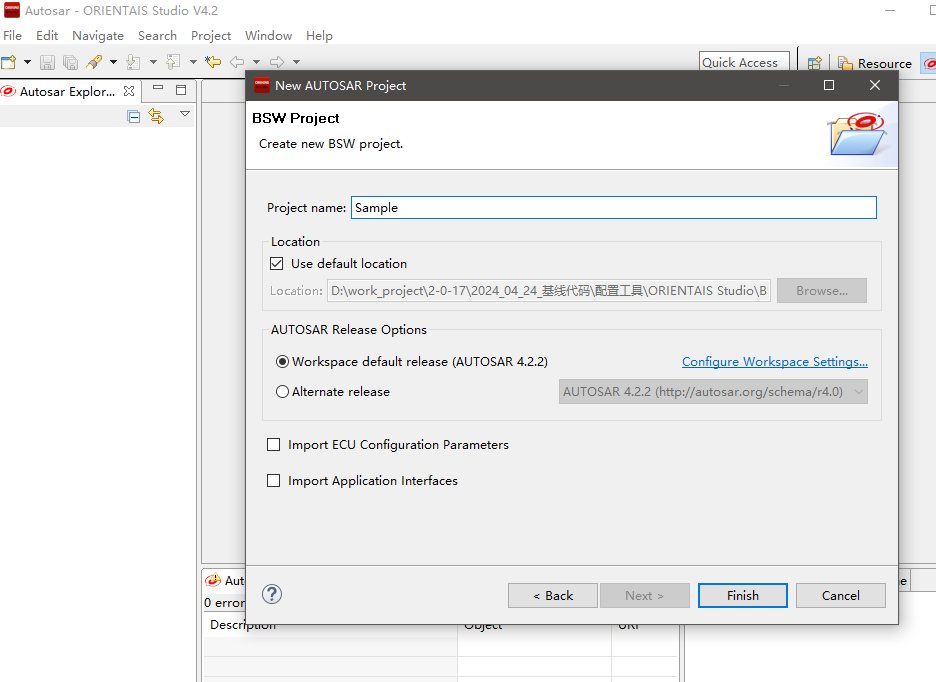 Autosar - ORIENTAIS Studio V4.2
File Edit Navigate Search Project Window Help
Quick Access
Resource
Autosar Explor...
New AUTOSAR Project
BSW Project
Create new BSW project.
Project name: Sample
Location
Use default location
Location: D:\work_project\2-0-17\2024_04_24_基线代码\配置工具\ORIENTAIS Studio\B
Browse...
AUTOSAR Release Options
Workspace default release (AUTOSAR 4.2.2)
Configure Workspace Settings...
Alternate release
AUTOSAR 4.2.2 (http://autosar.org/schema/r4.0)
Import ECU Configuration Parameters
Import Application Interfaces
< Back
Next >
Finish
Cancel
Aut
0 error
Description Object URI